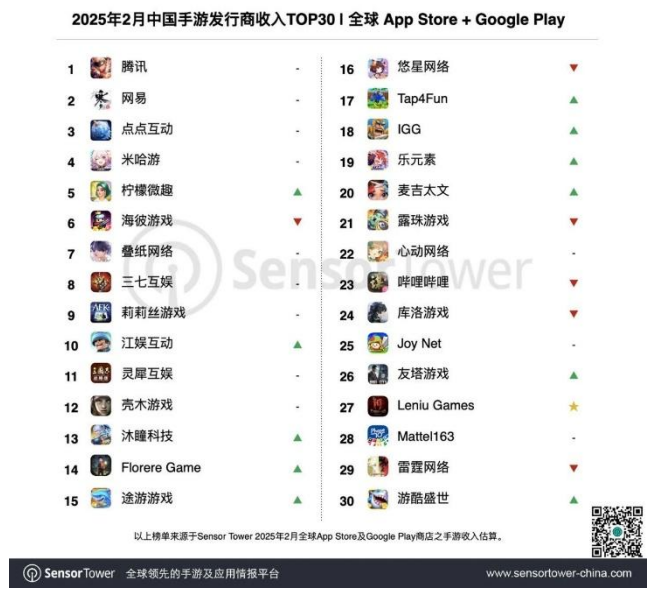 2025年2月中国手游发行商收入TOP30 | 全球 App Store + Google Play
1 腾讯 -
2 网易 -
3 点点互动 -
4 米哈游 -
5 柠檬微趣 ▲
6 海彼游戏 ▼
7 叠纸网络 -
8 三七互娱 -
9 莉莉丝游戏 -
10 江娱互动 ▲
11 灵犀互娱 -
12 壳木游戏 -
13 沐瞳科技 ▲
14 Florere Game ▲
15 途游游戏 ▲
16 悠星网络 ▼
17 Tap4Fun ▲
18 IGG ▲
19 乐元素 ▲
20 麦吉太文 ▲
21 露珠游戏 ▼
22 心动网络 -
23 哔哩哔哩 ▼
24 库洛游戏 ▼
25 Joy Net -
26 友塔游戏 ▲
27 Leniu Games ★
28 Mattel163 -
29 雷霆网络 ▼
30 游酷盛世 ▲
SensorTower
以上榜单来源于Sensor Tower 2025年2月全球App Store及Google Play商店之手游收入估算。
SensorTower 全球领先的手游及应用情报平台
www.sensortower-china.com